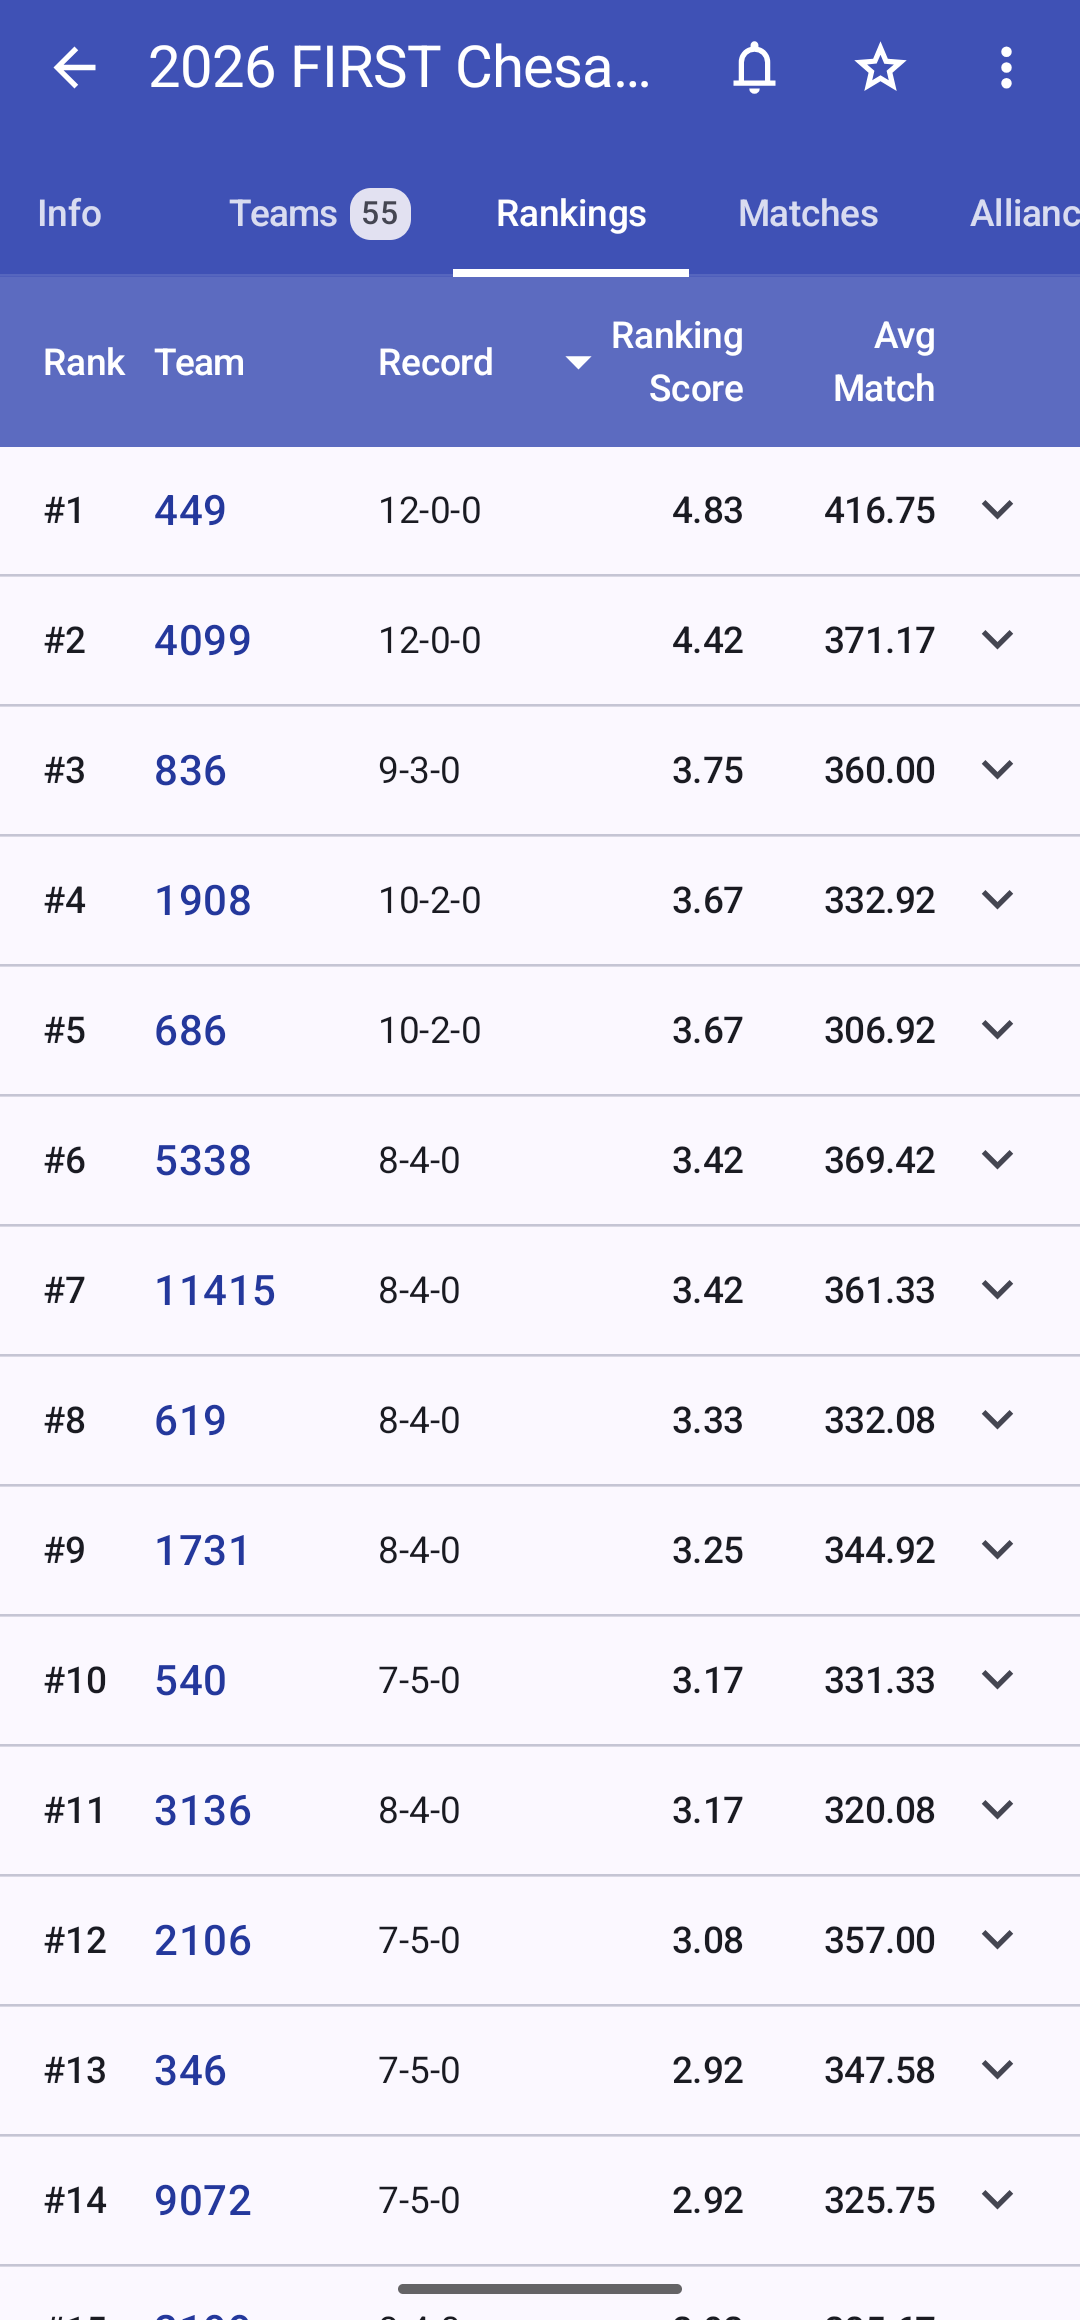 2026 FIRST Chesa...
Info Teams 55 Rankings Matches Allianc
Rank Team Record Ranking Score Avg Match
#1 449 12-0-0 4.83 416.75
#2 4099 12-0-0 4.42 371.17
#3 836 9-3-0 3.75 360.00
#4 1908 10-2-0 3.67 332.92
#5 686 10-2-0 3.67 306.92
#6 5338 8-4-0 3.42 369.42
#7 11415 8-4-0 3.42 361.33
#8 619 8-4-0 3.33 332.08
#9 1731 8-4-0 3.25 344.92
#10 540 7-5-0 3.17 331.33
#11 3136 8-4-0 3.17 320.08
#12 2106 7-5-0 3.08 357.00
#13 346 7-5-0 2.92 347.58
#14 9072 7-5-0 2.92 325.75